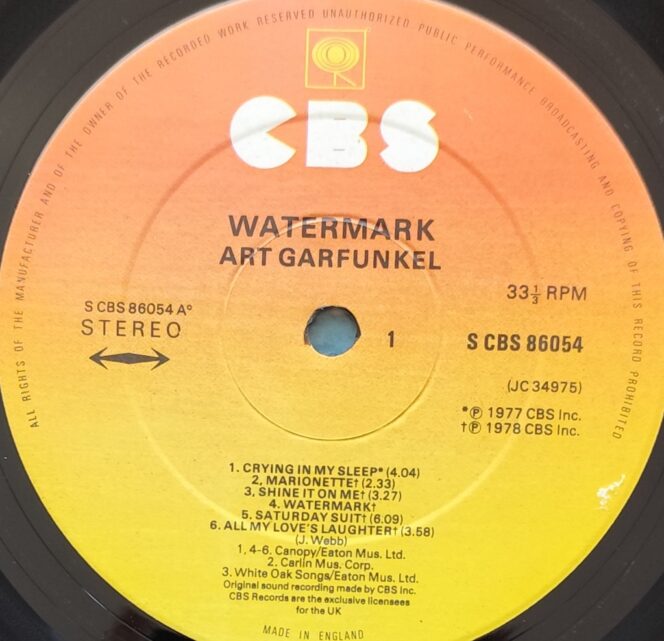 ALL RIGHTS OF THE MANUFACTURER AND OF THE OWNER OF THE RECORDED WORK RESERVED UNAUTHORIZED PUBLIC PERFORMANCE BROADCASTING AND COPYING OF THIS RECORD PROHIBITED
CBS
WATERMARK
ART GARFUNKEL
33⅓ RPM
S CBS 86054 Aº
STEREO
1
S CBS 86054
(JC 34975)
*℗ 1977 CBS Inc.
†℗ 1978 CBS Inc.
1. CRYING IN MY SLEEP* (4.04)
2, MARIONETTE† (2.33)
3. SHINE IT ON ME† (3.27)
4. WATERMARK†
5. SATURDAY SUIT† (6.09)
6. ALL MY LOVE'S LAUGHTER† (3.58)
(J. Webb)
1, 4-6. Canopy/Eaton Mus. Ltd.
2. Carlin Mus. Corp.
3. White Oak Songs/Eaton Mus. Ltd.
Original sound recording made by CBS Inc.
CBS Records are the exclusive licensees
for the UK
MADE IN ENGLAND